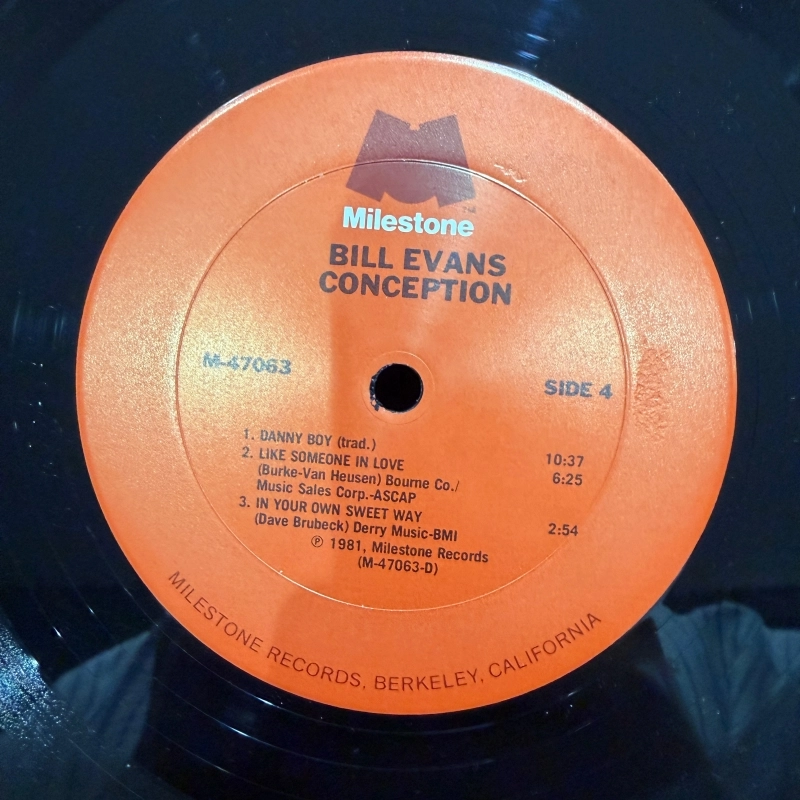 TM
Milestone
BILL EVANS
CONCEPTION
M-47063
SIDE 4
1. DANNY BOY (trad.) 10:37
2. LIKE SOMEONE IN LOVE 6:25
(Burke-Van Heusen) Bourne Co./
Music Sales Corp.-ASCAP
3. IN YOUR OWN SWEET WAY 2:54
(Dave Brubeck) Derry Music-BMI
℗ 1981, Milestone Records
(M-47063-D)
MILESTONE RECORDS, BERKELEY, CALIFORNIA